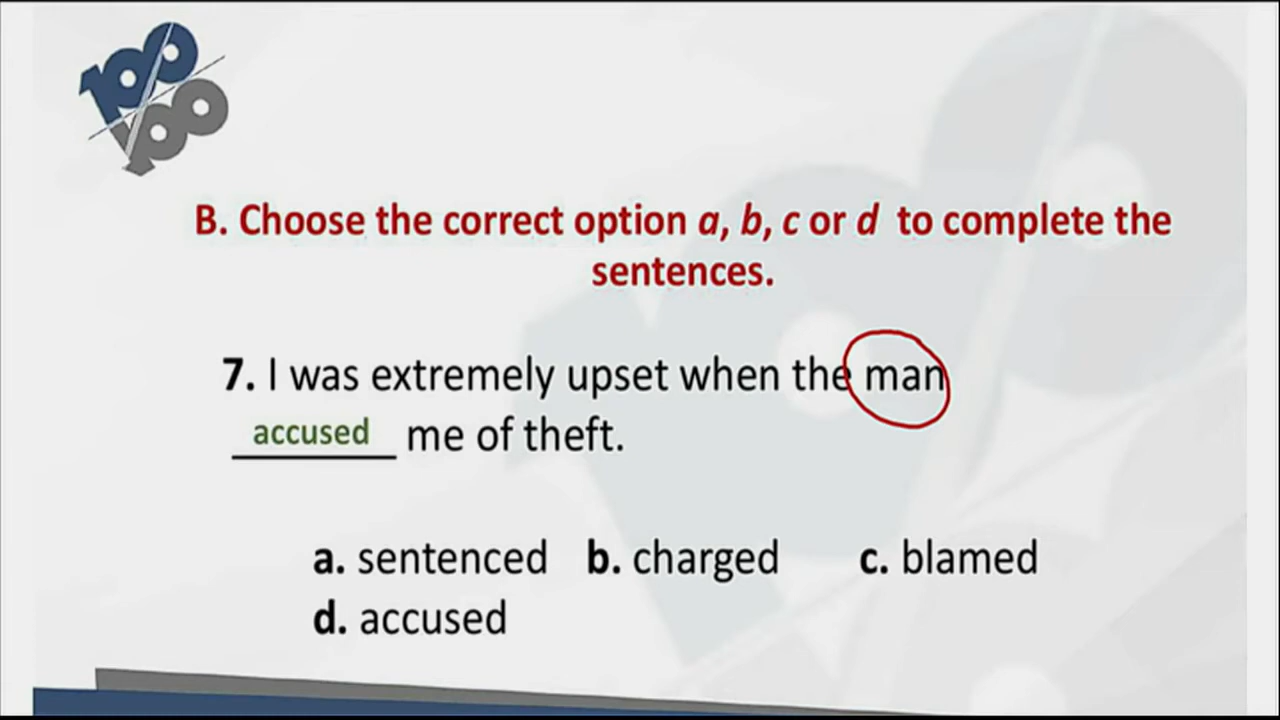 100
100
B. Choose the correct option a, b, c or d to complete the
sentences.
7. I was extremely upset when the man
accused me of theft.
a. sentenced b. charged c. blamed
d. accused